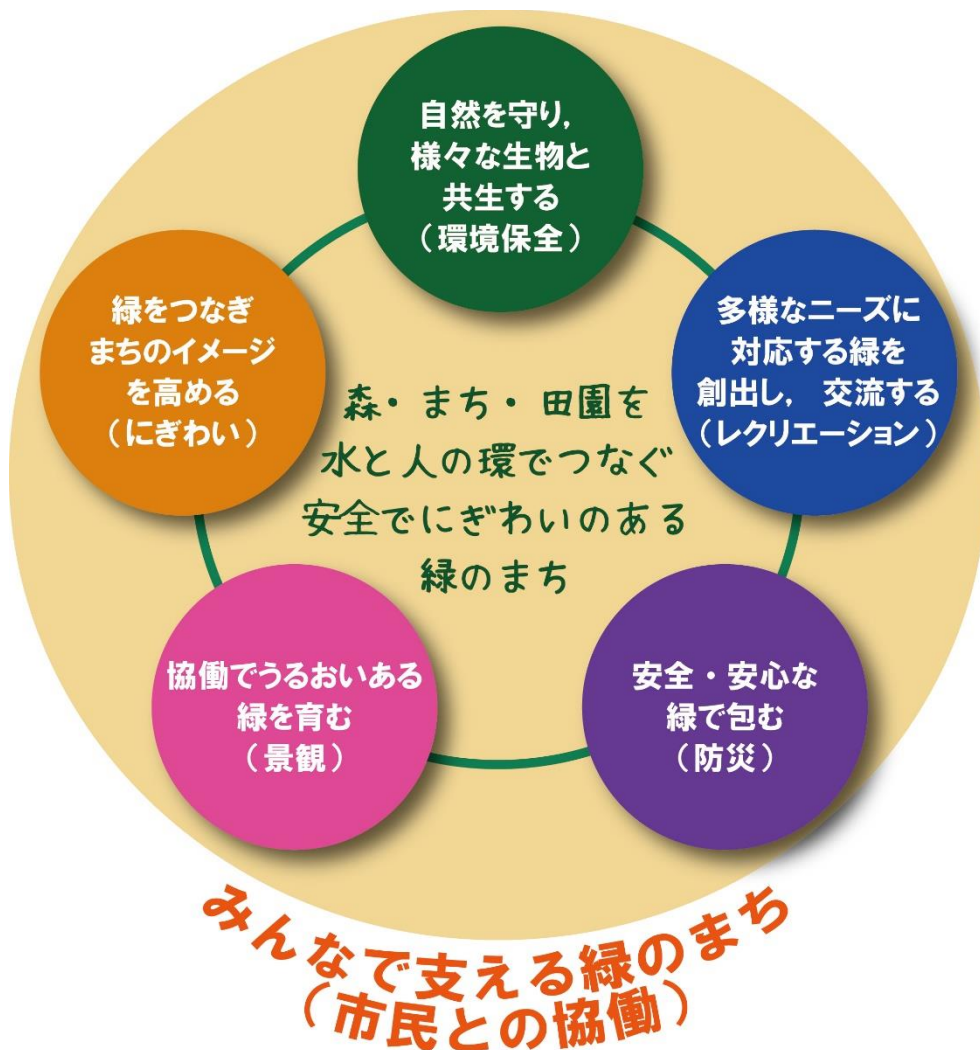 自然を守り,
様々な生物と
共生する
(環境保全)
緑をつなぎ
まちのイメージ
を高める
(にぎわい)
多様なニーズに
対応する緑を
創出し, 交流する
(レクリエーション)
森・まち・田園を
水と人の環でつなぐ
安全でにぎわいのある
緑のまち
協働でうるおいある
緑を育む
(景観)
安全・安心な
緑で包む
(防災)
みんなで支える緑のまち
(市民との協働)